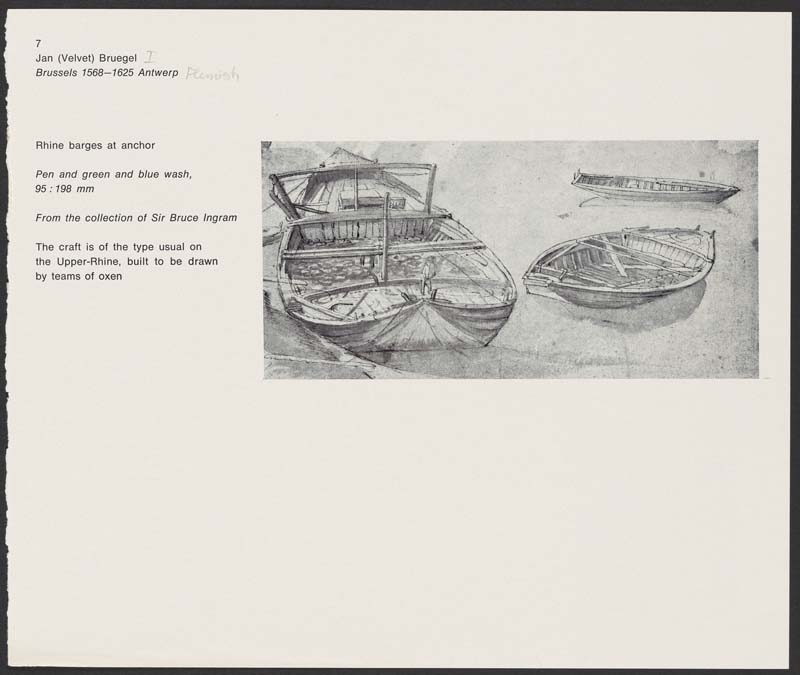 7
Jan (Velvet) Bruegel I
Brussels 1568—1625 Antwerp Flemish
Rhine barges at anchor
Pen and green and blue wash,
95 : 198 mm
From the collection of Sir Bruce Ingram
The craft is of the type usual on
the Upper-Rhine, built to be drawn
by teams of oxen